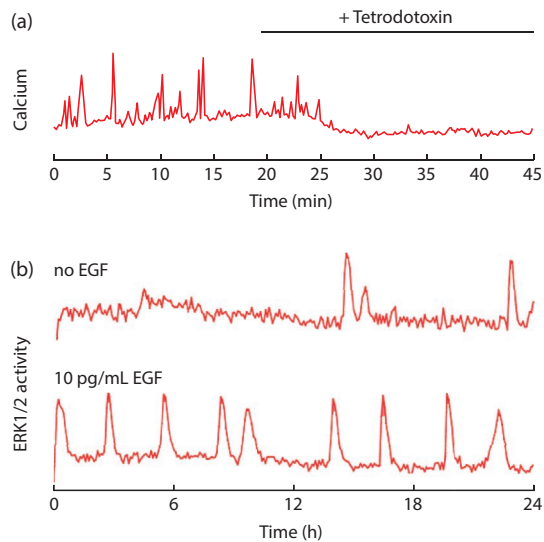 (a)
+ Tetrodotoxin
Calcium
0 5 10 15 20 25 30 35 40 45
Time (min)
(b)
no EGF
10 pg/mL EGF
ERK1/2 activity
0 6 12 18 24
Time (h)